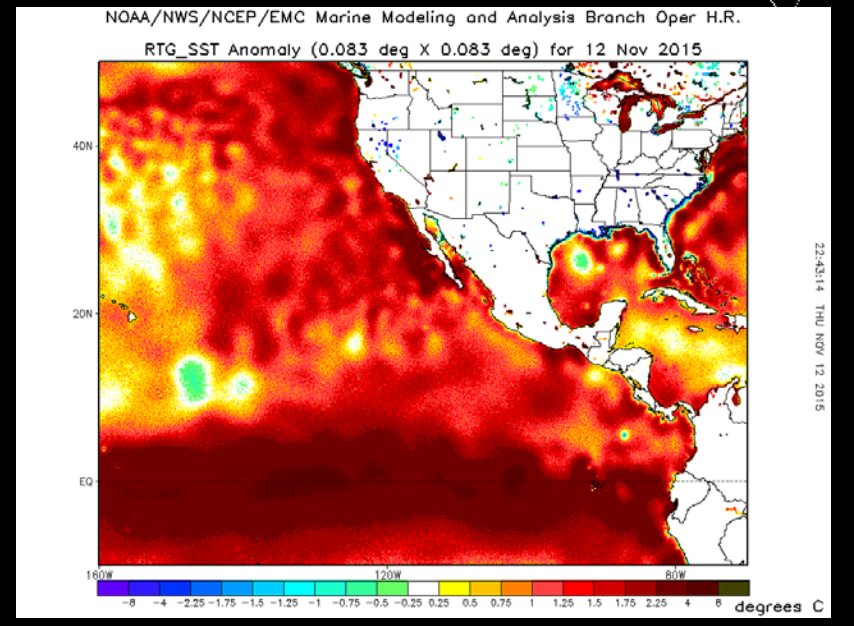 NOAA/NWS/NCEP/EMC Marine Modeling and Analysis Branch Oper H.R.
RTG_SST Anomaly (0.083 deg X 0.083 deg) for 12 Nov 2015
40N
20N
EQ
160W 120W 80W
-8 -4 -2.25 -1.75 -1.5 -1.25 -1 -0.75 -0.5 -0.25 0.25 0.5 0.75 1 1.25 1.5 1.75 2.25 4 8
degrees C
22:43:14 THU NOV 12 2015